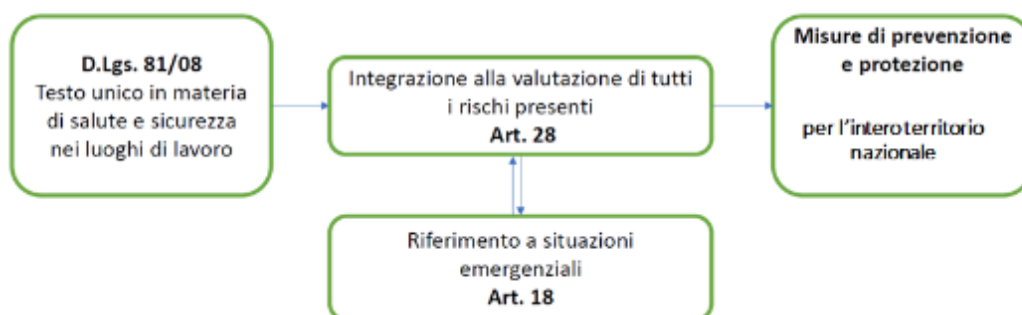 D.Lgs. 81/08
Testo unico in materia
di salute e sicurezza
nei luoghi di lavoro
Integrazione alla valutazione di tutti
i rischi presenti
Art. 28
Misure di prevenzione
e protezione
per l'intero territorio
nazionale
Riferimento a situazioni
emergenziali
Art. 18